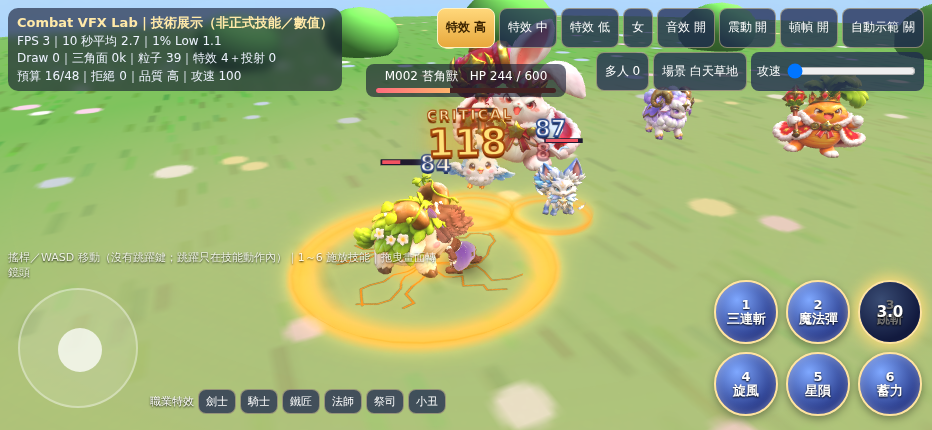 Combat VFX Lab｜技術展示（非正式技能／數值）
FPS 3｜10 秒平均 2.7｜1% Low 1.1
Draw 0｜三角面 0k｜粒子 39｜特效 4＋投射 0
預算 16/48｜拒絕 0｜品質 高｜攻速 100
特效 高
特效 中
特效 低
女
音效 開
震動 開
頓幀 開
自動示範 關
多人 0
場景 白天草地
攻速
M002 苔角獸 HP 244 / 600
CRITICAL
118
87
8
84
搖桿／WASD 移動（沒有跳躍鍵；跳躍只在技能動作內）｜1～6 施放技能｜拖曳畫面轉
鏡頭
1
三連斬
2
魔法彈
3
3.0
跳斬
4
旋風
5
星隕
6
蓄力
職業特效
劍士
騎士
鐵匠
法師
祭司
小丑